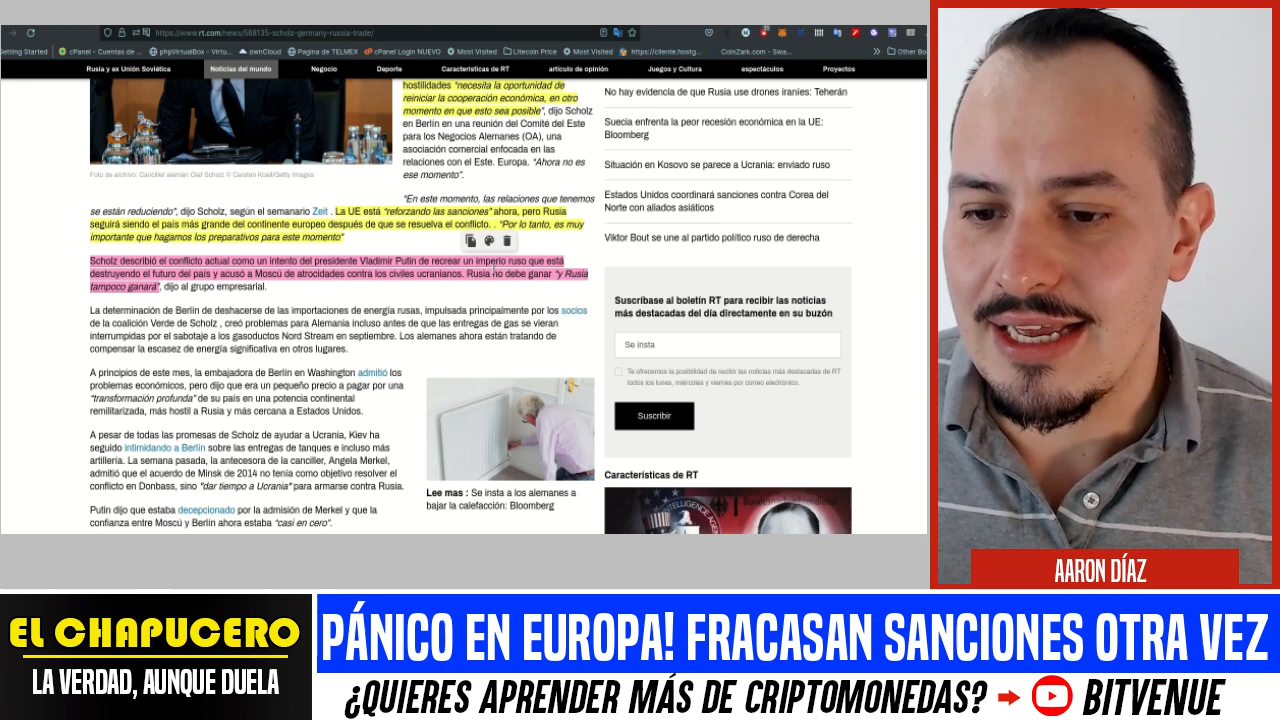 https://www.rt.com/news/568135-scholz-germany-russia-trade/
Getting Started
cPanel - Cuentas de ...
phpVirtualBox - Virtu...
ownCloud
Pagina de TELMEX
cPanel Login NUEVO
Most Visited
Litecoin Price
Most Visited
https://cliente.hostg...
CoinZark.com - Swa...
Other Bo
Rusia y ex Unión Soviética
Noticias del mundo
Negocio
Deporte
Características de RT
artículo de opinión
Juegos y Cultura
espectáculos
Proyectos
Foto de archivo: Canciller alemán Olaf Scholz © Carsten Koall/Getty Images
hostilidades "necesita la oportunidad de
reiniciar la cooperación económica, en otro
momento en que esto sea posible", dijo Scholz
en Berlín en una reunión del Comité del Este
para los Negocios Alemanes (OA), una
asociación comercial enfocada en las
relaciones con el Este. Europa. "Ahora no es
ese momento".
"En este momento, las relaciones que tenemos
se están reduciendo", dijo Scholz, según el semanario Zeit . La UE está "reforzando las sanciones" ahora, pero Rusia
seguirá siendo el país más grande del continente europeo después de que se resuelva el conflicto. . "Por lo tanto, es muy
importante que hagamos los preparativos para este momento"
Scholz describió el conflicto actual como un intento del presidente Vladimir Putin de recrear un imperio ruso que está
destruyendo el futuro del país y acusó a Moscú de atrocidades contra los civiles ucranianos. Rusia no debe ganar "y Rusia
tampoco ganará", dijo al grupo empresarial.
La determinación de Berlín de deshacerse de las importaciones de energía rusas, impulsada principalmente por los socios
de la coalición Verde de Scholz , creó problemas para Alemania incluso antes de que las entregas de gas se vieran
interrumpidas por el sabotaje a los gasoductos Nord Stream en septiembre. Los alemanes ahora están tratando de
compensar la escasez de energía significativa en otros lugares.
A principios de este mes, la embajadora de Berlín en Washington admitió los
problemas económicos, pero dijo que era un pequeño precio a pagar por una
"transformación profunda" de su país en una potencia continental
remilitarizada, más hostil a Rusia y más cercana a Estados Unidos.
A pesar de todas las promesas de Scholz de ayudar a Ucrania, Kiev ha
seguido intimidando a Berlín sobre las entregas de tanques e incluso más
artillería. La semana pasada, la antecesora de la canciller, Angela Merkel,
admitió que el acuerdo de Minsk de 2014 no tenía como objetivo resolver el
conflicto en Donbass, sino "dar tiempo a Ucrania" para armarse contra Rusia.
Putin dijo que estaba decepcionado por la admisión de Merkel y que la
confianza entre Moscú y Berlín ahora estaba "casi en cero".
Lee mas : Se insta a los alemanes a
bajar la calefacción: Bloomberg
No hay evidencia de que Rusia use drones iraníes: Teherán
Suecia enfrenta la peor recesión económica en la UE:
Bloomberg
Situación en Kosovo se parece a Ucrania: enviado ruso
Estados Unidos coordinará sanciones contra Corea del
Norte con aliados asiáticos
Viktor Bout se une al partido político ruso de derecha
Suscríbase al boletín RT para recibir las noticias
más destacadas del día directamente en su buzón
Se insta
Te ofrecemos la posibilidad de recibir las noticias más destacadas de RT
todos los lunes, miércoles y viernes por correo electrónico.
Suscribir
Características de RT
AARON DÍAZ
EL CHAPUCERO
LA VERDAD, AUNQUE DUELA
PÁNICO EN EUROPA! FRACASAN SANCIONES OTRA VEZ
¿QUIERES APRENDER MÁS DE CRIPTOMONEDAS? BITVENUE